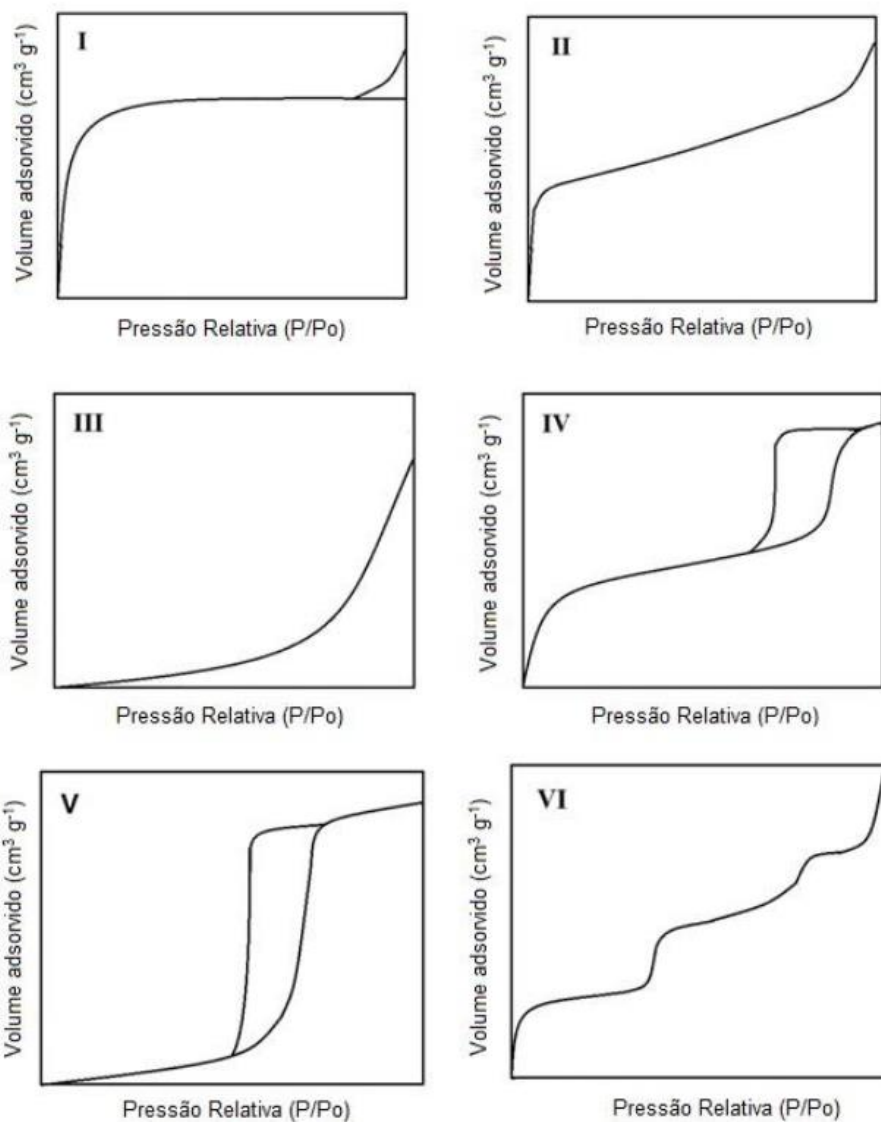 I
Volume adsorvido (cm³ g⁻¹)
Pressão Relativa (P/Po)
II
Volume adsorvido (cm³ g⁻¹)
Pressão Relativa (P/Po)
III
Volume adsorvido (cm³ g⁻¹)
Pressão Relativa (P/Po)
IV
Volume adsorvido (cm³ g⁻¹)
Pressão Relativa (P/Po)
V
Volume adsorvido (cm³ g⁻¹)
Pressão Relativa (P/Po)
VI
Volume adsorvido (cm³ g⁻¹)
Pressão Relativa (P/Po)